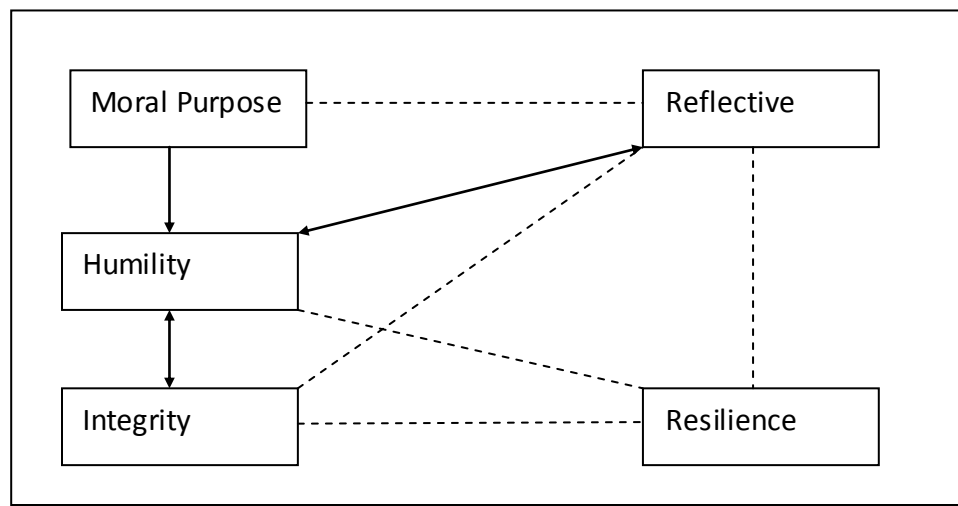 Moral Purpose
Reflective
Humility
Integrity
Resilience